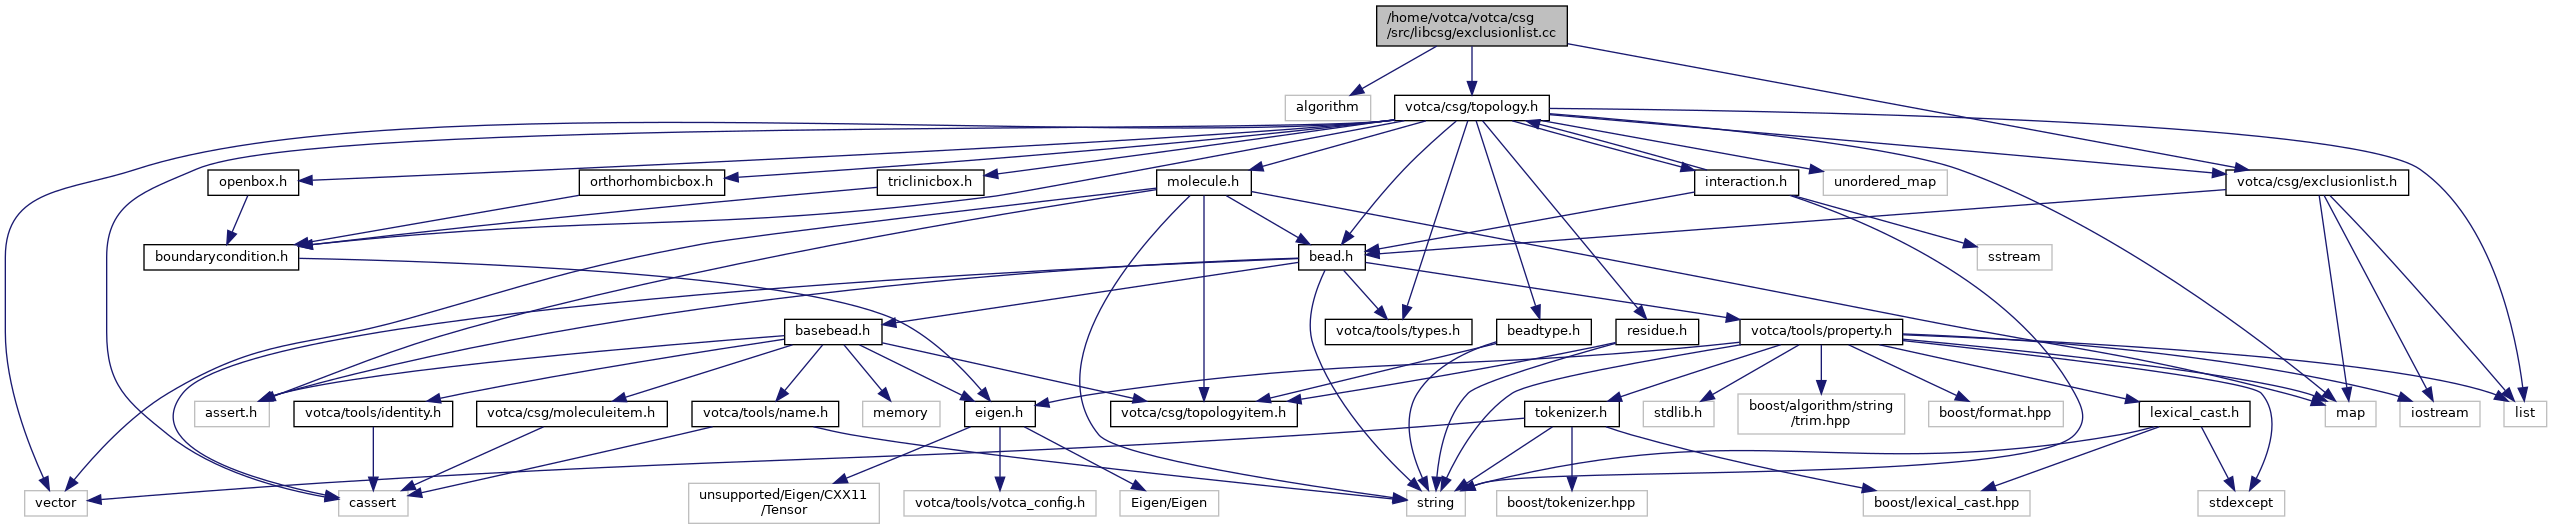 /home/votca/votca/csg
/src/libcsg/exclusionlist.cc
algorithm
votca/csg/topology.h
openbox.h
orthorhombicbox.h
triclinicbox.h
molecule.h
interaction.h
unordered_map
votca/csg/exclusionlist.h
boundarycondition.h
bead.h
sstream
basebead.h
votca/tools/types.h
beadtype.h
residue.h
votca/tools/property.h
assert.h
votca/tools/identity.h
votca/csg/moleculeitem.h
votca/tools/name.h
memory
eigen.h
votca/csg/topologyitem.h
tokenizer.h
stdlib.h
boost/algorithm/string
/trim.hpp
boost/format.hpp
lexical_cast.h
map
iostream
list
vector
cassert
unsupported/Eigen/CXX11
/Tensor
votca/tools/votca_config.h
Eigen/Eigen
string
boost/tokenizer.hpp
boost/lexical_cast.hpp
stdexcept